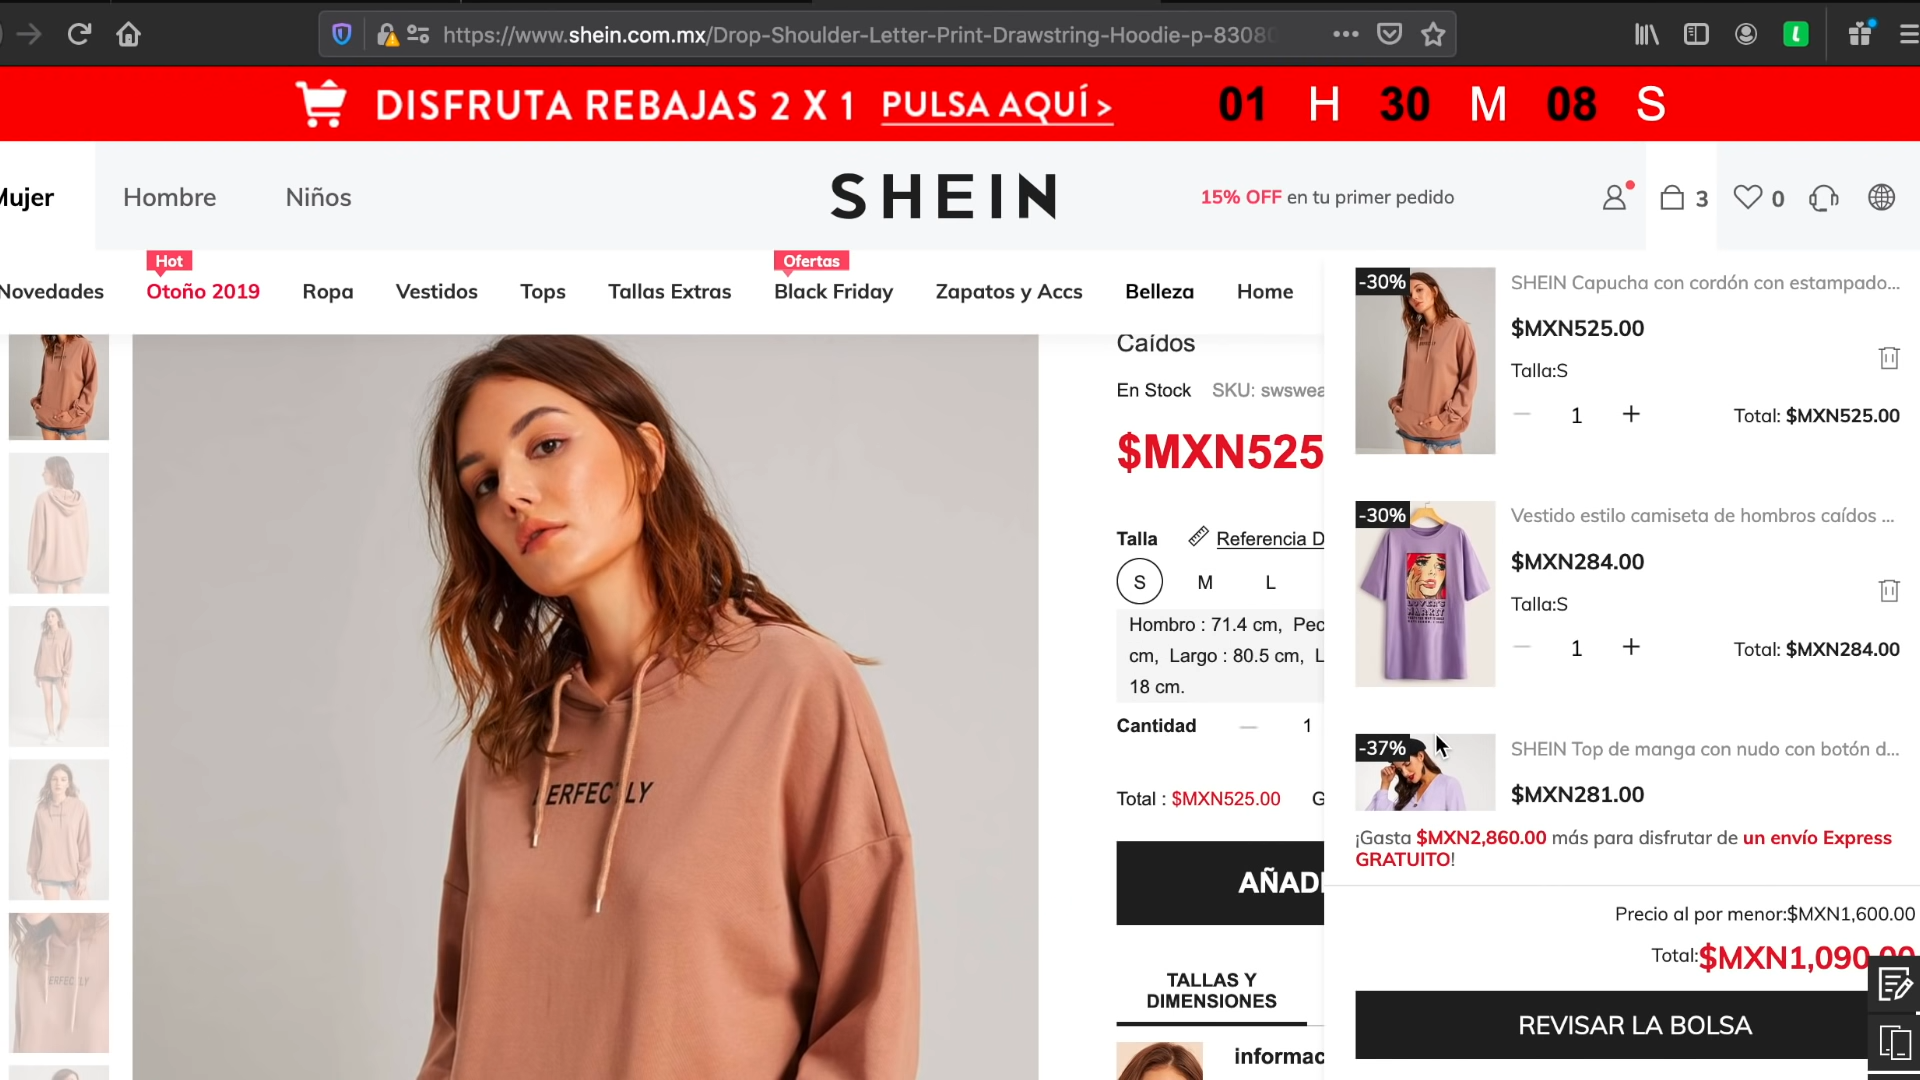 https://www.shein.com.mx/Drop-Shoulder-Letter-Print-Drawstring-Hoodie-p-83080
DISFRUTA REBAJAS 2 X 1 PULSA AQUÍ > 01 H 30 M 08 S
Mujer Hombre Niños SHEIN 15% OFF en tu primer pedido 3 0
Hot Ofertas
Novedades Otoño 2019 Ropa Vestidos Tops Tallas Extras Black Friday Zapatos y Accs Belleza Home
Caídos
En Stock SKU: swswea
$MXN525
Talla Referencia D
S M L
Hombro : 71.4 cm, Pec
cm, Largo : 80.5 cm, L
18 cm.
Cantidad — 1
Total : $MXN525.00 G
AÑADI
TALLAS Y
DIMENSIONES
informac
PERFECTLY
-30%
SHEIN Capucha con cordón con estampado...
$MXN525.00
Talla:S
— 1 + Total: $MXN525.00
-30%
Vestido estilo camiseta de hombros caídos ...
$MXN284.00
Talla:S
— 1 + Total: $MXN284.00
LOVER'S
MARKET
-37%
SHEIN Top de manga con nudo con botón d...
$MXN281.00
¡Gasta $MXN2,860.00 más para disfrutar de un envío Express
GRATUITO!
Precio al por menor:$MXN1,600.00
Total:$MXN1,090.00
REVISAR LA BOLSA